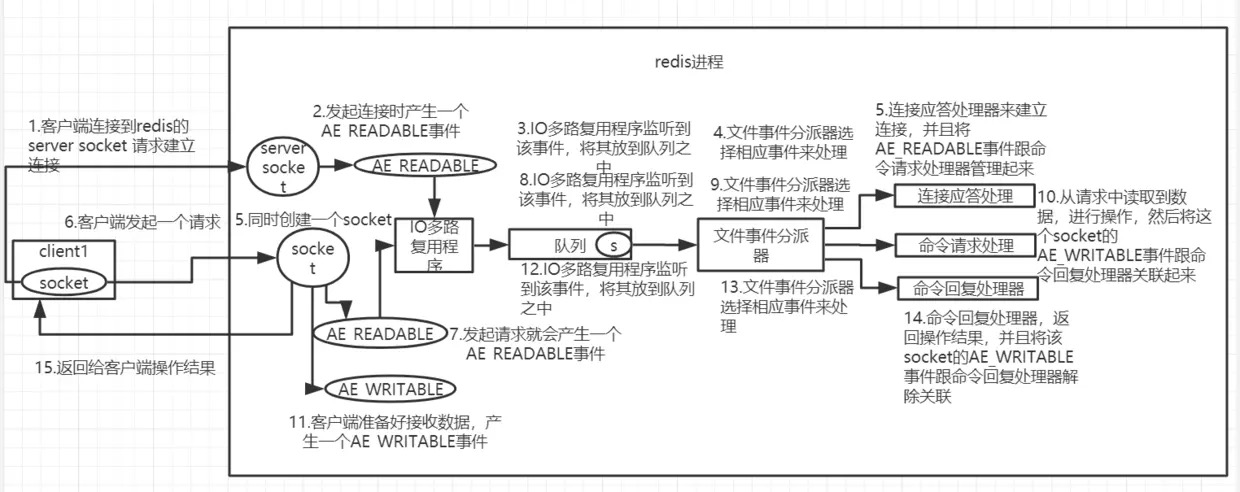 redis进程
1.客户端连接到redis的
server socket 请求建立
连接
2.发起连接时产生一个
AE READABLE事件
server
socke
t
AE READABLE
3.IO多路复用程序监听到
该事件，将其放到队列之
中
4.文件事件分派器选
择相应事件来处理
5.连接应答处理器来建立
连接，并且将
AE_READABLE事件跟命
令请求处理器管理起来
8.IO多路复用程序监听到
该事件，将其放到队列之
中
9.文件事件分派器选
择相应事件来处理
连接应答处理
10.从请求中读取到数
据，进行操作，然后将这
个socket的
AE_WRITABLE事件跟命
令回复处理器关联起来
6.客户端发起一个请求
5.同时创建一个socket
client1
socket
socke
t
IO多路
复用程
序
队列
s
文件事件分派
器
命令请求处理
命令回复处理器
12.IO多路复用程序监听
到该事件，将其放到队列
之中
13.文件事件分派器
选择相应事件来处
理
AE READABLE
7.发起请求就会产生一个
AE READABLE事件
14.命令回复处理器，返
回操作结果，并且将该
socket的AE_WRITABLE
事件跟命令回复处理器解
除关联
15.返回给客户端操作结果
AE WRITABLE
11.客户端准备好接收数据，产
生一个AE WRITABLE事件